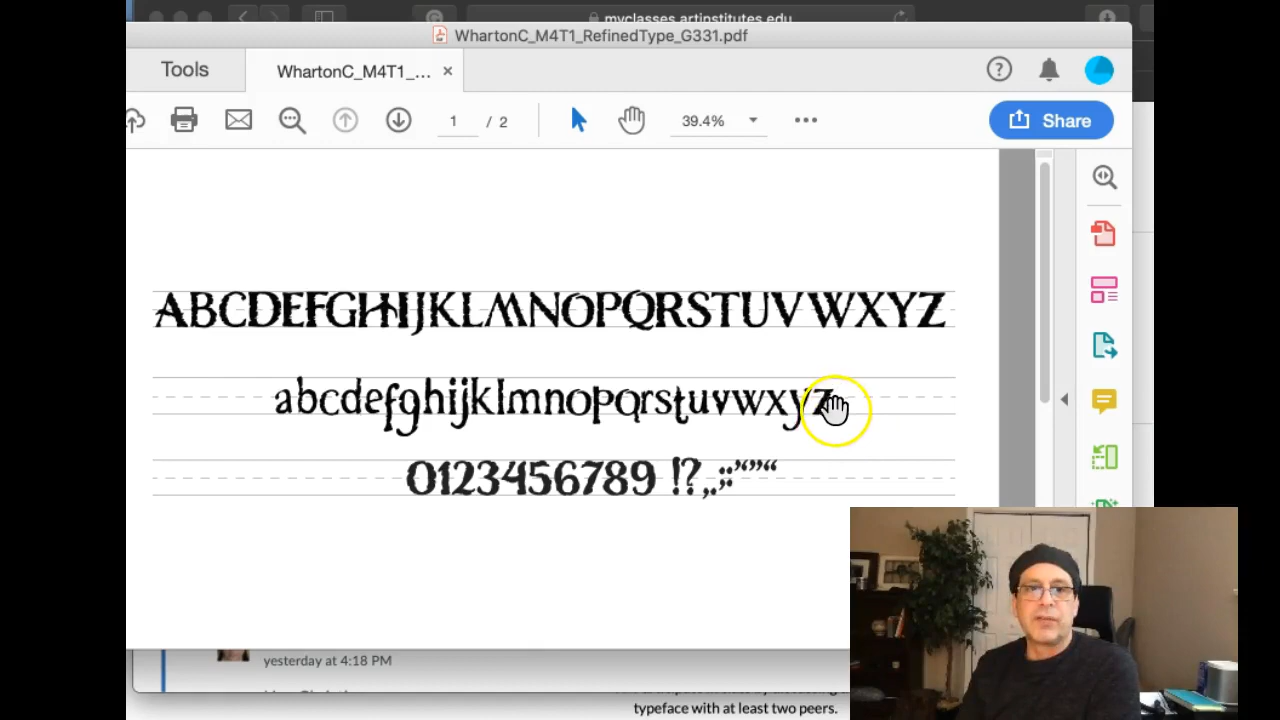 myclasses.artinstitutes.edu
WhartonC_M4T1_RefinedType_G331.pdf
Tools
WhartonC_M4T1_... ×
1 / 2
39.4%
Share
ABCDEFGHIJKLMNOPQRSTUVWXYZ
abcdefghijklmnopqrstuvwxyz
0123456789 !?,.;:"”“
yesterday at 4:18 PM
typeface with at least two peers.